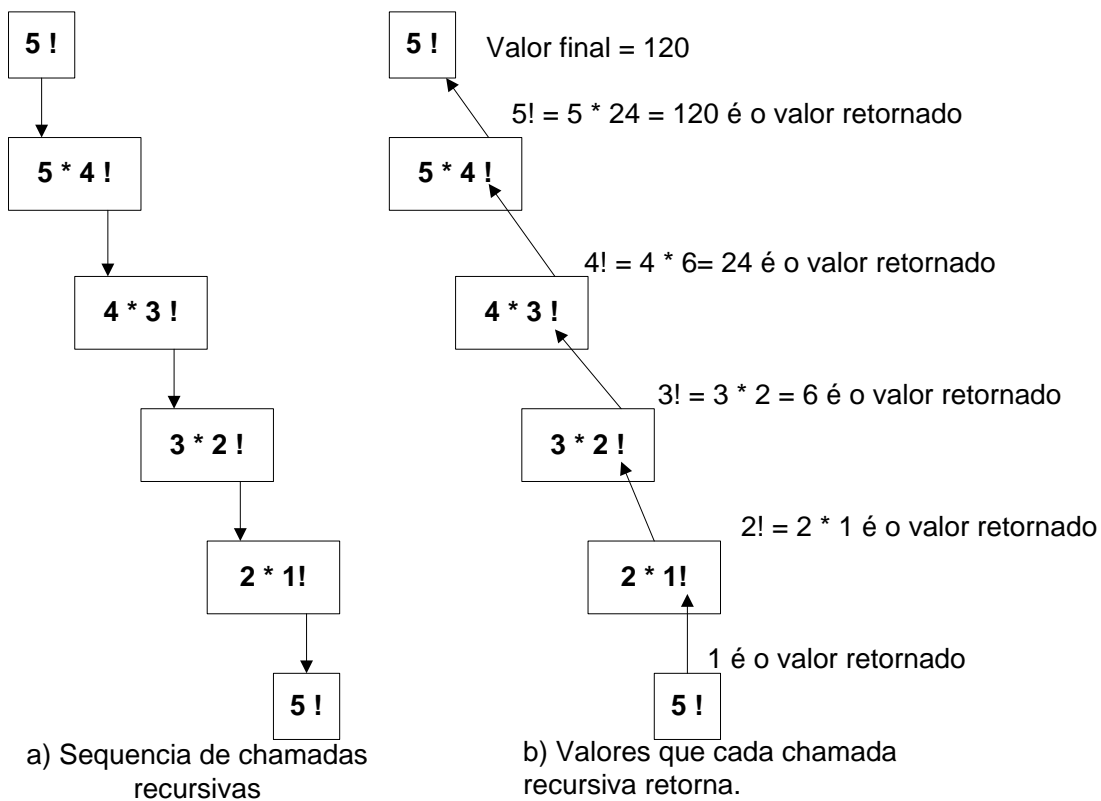 5 !
5 * 4 !
4 * 3 !
3 * 2 !
2 * 1!
5 !
a) Sequencia de chamadas
recursivas
5 !
Valor final = 120
5! = 5 * 24 = 120 é o valor retornado
5 * 4 !
4! = 4 * 6= 24 é o valor retornado
4 * 3 !
3! = 3 * 2 = 6 é o valor retornado
3 * 2 !
2! = 2 * 1 é o valor retornado
2 * 1!
1 é o valor retornado
5 !
b) Valores que cada chamada
recursiva retorna.